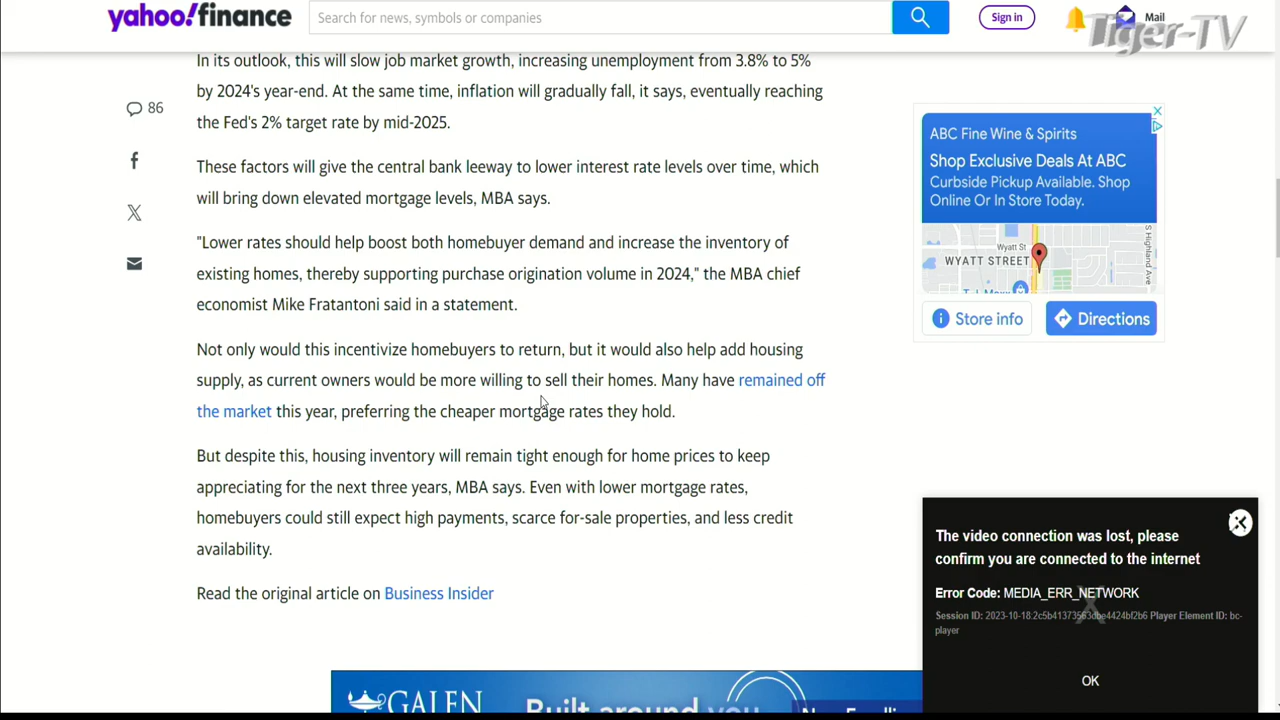 yahoo!finance
Search for news, symbols or companies
Sign in
Mail
Tiger-TV
In its outlook, this will slow job market growth, increasing unemployment from 3.8% to 5%
by 2024's year-end. At the same time, inflation will gradually fall, it says, eventually reaching
the Fed's 2% target rate by mid-2025.
86
These factors will give the central bank leeway to lower interest rate levels over time, which
will bring down elevated mortgage levels, MBA says.
"Lower rates should help boost both homebuyer demand and increase the inventory of
existing homes, thereby supporting purchase origination volume in 2024," the MBA chief
economist Mike Fratantoni said in a statement.
Not only would this incentivize homebuyers to return, but it would also help add housing
supply, as current owners would be more willing to sell their homes. Many have remained off
the market this year, preferring the cheaper mortgage rates they hold.
But despite this, housing inventory will remain tight enough for home prices to keep
appreciating for the next three years, MBA says. Even with lower mortgage rates,
homebuyers could still expect high payments, scarce for-sale properties, and less credit
availability.
Read the original article on Business Insider
ABC Fine Wine & Spirits
Shop Exclusive Deals At ABC
Curbside Pickup Available. Shop
Online Or In Store Today.
Wyatt St
WYATT STREET
S Highland Ave
Store info
Directions
The video connection was lost, please
confirm you are connected to the internet
Error Code: MEDIA_ERR_NETWORK
Player Element ID: bc-
player
OK
GALEN
Built around you